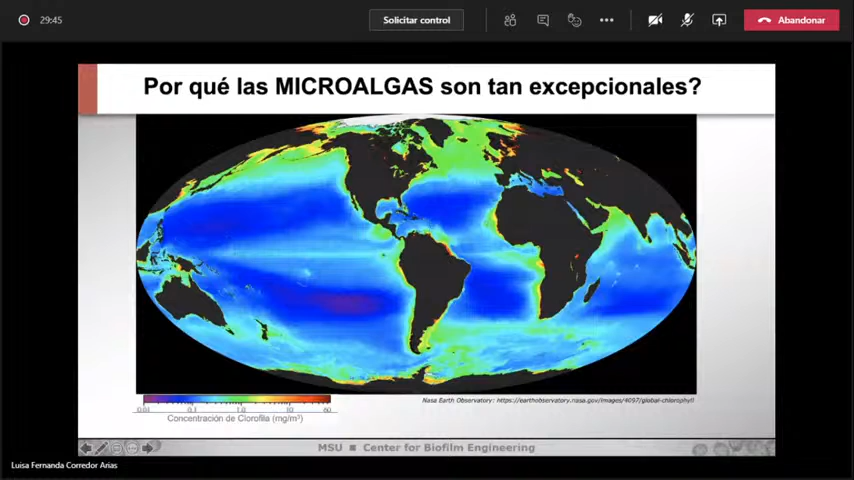 29:45
Solicitar control
Abandonar
Por qué las MICROALGAS son tan excepcionales?
0.01 0.1 1.0 10 60
Nasa Earth Observatory: https://earthobservatory.nasa.gov/images/4097/global-chlorophyll
Concentración de Clorofila (mg/m³)
MSU ■ Center for Biofilm Engineering
Luisa Fernanda Corredor Arias